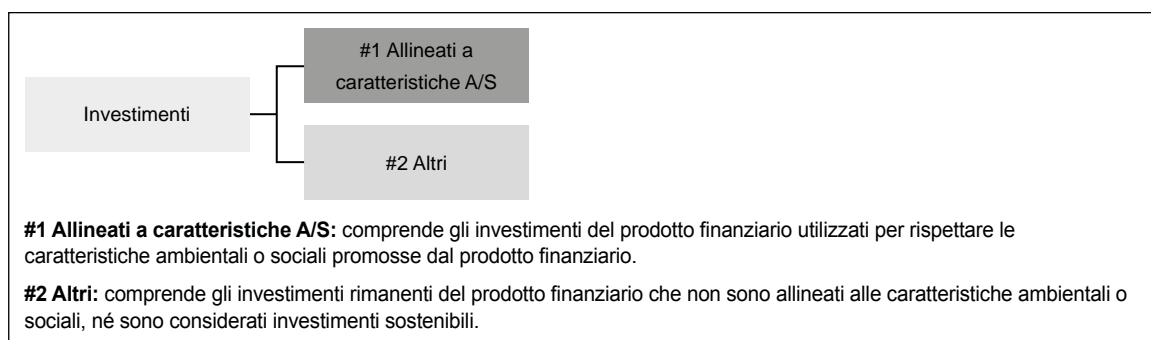 #1 Allineati a
caratteristiche A/S
Investimenti
#2 Altri
#1 Allineati a caratteristiche A/S: comprende gli investimenti del prodotto finanziario utilizzati per rispettare le
caratteristiche ambientali o sociali promosse dal prodotto finanziario.
#2 Altri: comprende gli investimenti rimanenti del prodotto finanziario che non sono allineati alle caratteristiche ambientali o
sociali, né sono considerati investimenti sostenibili.